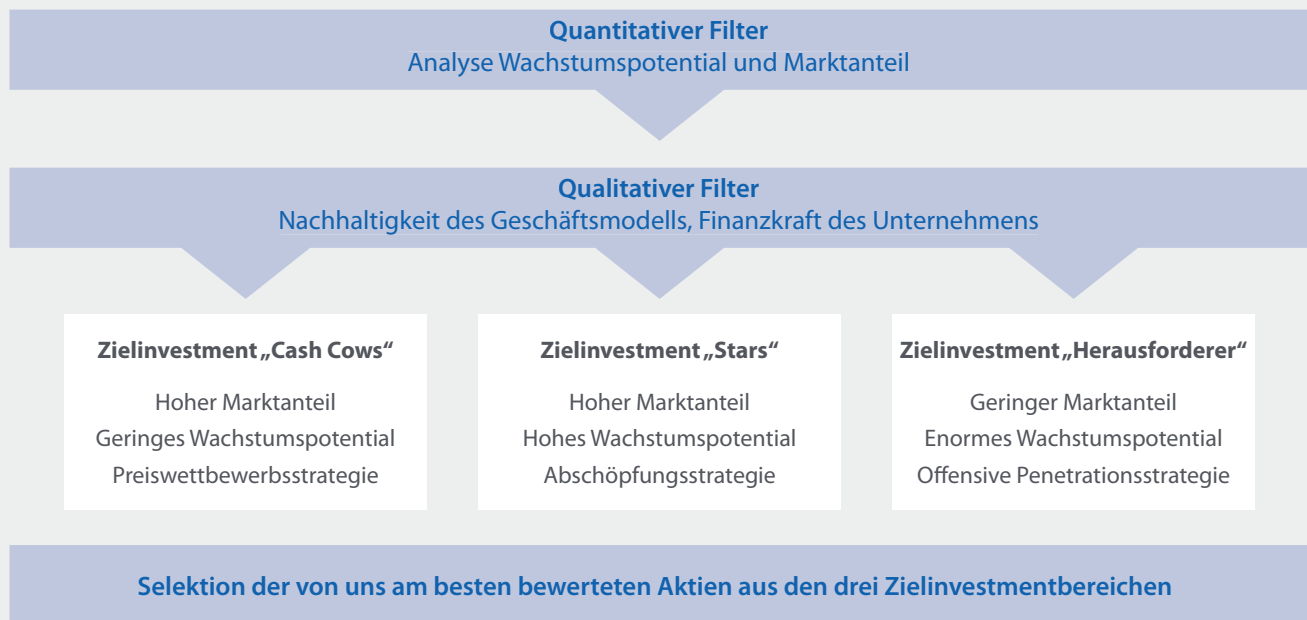 Quantitativer Filter
Analyse Wachstumspotential und Marktanteil
Qualitativer Filter
Nachhaltigkeit des Geschäftsmodells, Finanzkraft des Unternehmens
Zielinvestment „Cash Cows“
Hoher Marktanteil
Geringes Wachstumspotential
Preiswettbewerbsstrategie
Zielinvestment „Stars“
Hoher Marktanteil
Hohes Wachstumspotential
Abschöpfungsstrategie
Zielinvestment „Herausforderer“
Geringer Marktanteil
Enormes Wachstumspotential
Offensive Penetrationsstrategie
Selektion der von uns am besten bewerteten Aktien aus den drei Zielinvestmentbereichen